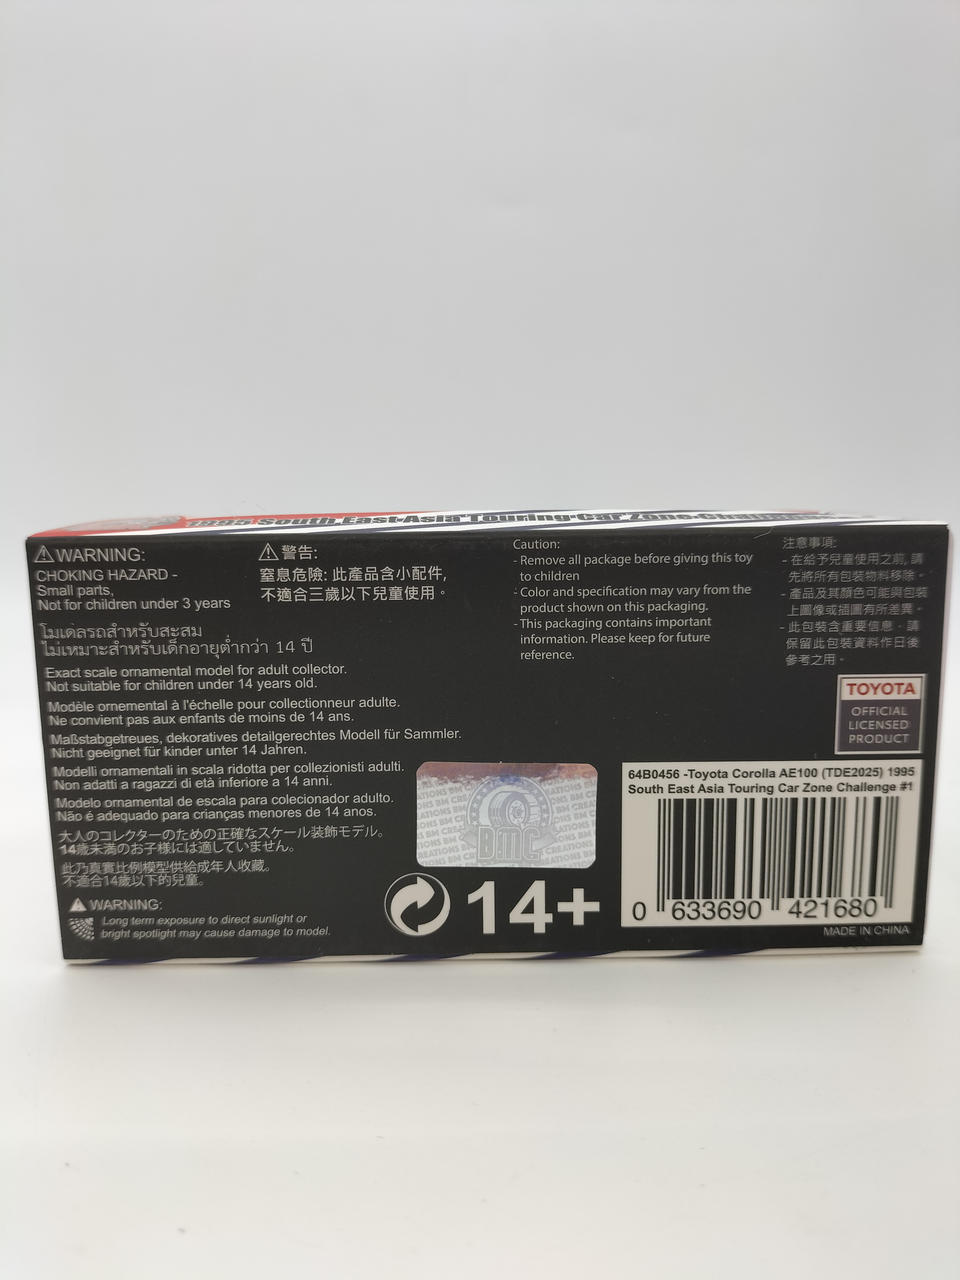 1995 South East Asia Touring Car Zone Challenge
WARNING:
CHOKING HAZARD -
Small parts,
Not for children under 3 years
警告:
窒息危險: 此產品含小配件,
不適合三歲以下兒童使用。
โมเดลรถสำหรับสะสม
ไม่เหมาะสำหรับเด็กอายุต่ำกว่า 14 ปี
Exact scale ornamental model for adult collector.
Not suitable for children under 14 years old.
Modèle ornemental à l'échelle pour collectionneur adulte.
Ne convient pas aux enfants de moins de 14 ans.
Maßstabgetreues, dekoratives detailgerechtes Modell für Sammler.
Nicht geeignet für kinder unter 14 Jahren.
Modelli ornamentali in scala ridotta per collezionisti adulti.
Non adatti a ragazzi di età inferiore a 14 anni.
Modelo ornamental de escala para colecionador adulto.
Não é adequado para crianças menores de 14 anos.
大人のコレクターのための正確なスケール装飾モデル。
14歳未満のお子様には適していません。
此乃真實比例模型供給成年人收藏。
不適合14歲以下的兒童。
WARNING:
Long term exposure to direct sunlight or
bright spotlight may cause damage to model.
Caution:
- Remove all package before giving this toy
to children
- Color and specification may vary from the
product shown on this packaging.
- This packaging contains important
information. Please keep for future
reference.
注意事項:
- 在給予兒童使用之前, 請
先將所有包裝物料移除。
- 產品及其顏色可能與包裝
上圖像或插圖有所差異。
- 此包裝含重要信息﹐請
保留此包裝資料作日後
參考之用。
TOYOTA
OFFICIAL
LICENSED
PRODUCT
BMC
14+
64B0456 -Toyota Corolla AE100 (TDE2025) 1995
South East Asia Touring Car Zone Challenge #1
0 633690 421680
MADE IN CHINA